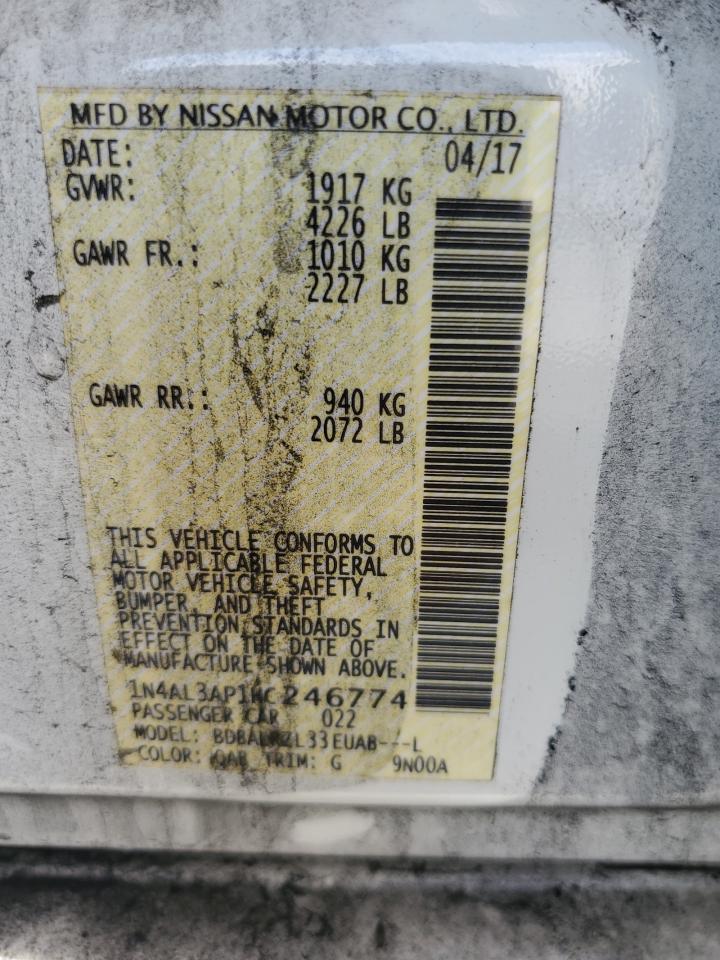 MFD BY NISSAN MOTOR CO., LTD.
DATE: 04/17
GVWR: 1917 KG
4226 LB
GAWR FR.: 1010 KG
2227 LB
GAWR RR.: 940 KG
2072 LB
THIS VEHICLE CONFORMS TO
ALL APPLICABLE FEDERAL
MOTOR VEHICLE SAFETY,
BUMPER, AND THEFT
PREVENTION STANDARDS IN
EFFECT ON THE DATE OF
MANUFACTURE SHOWN ABOVE.
1N4AL3AP1HC246774
PASSENGER CAR 022
MODEL:
COLOR: QAB TRIM: G 9N00A